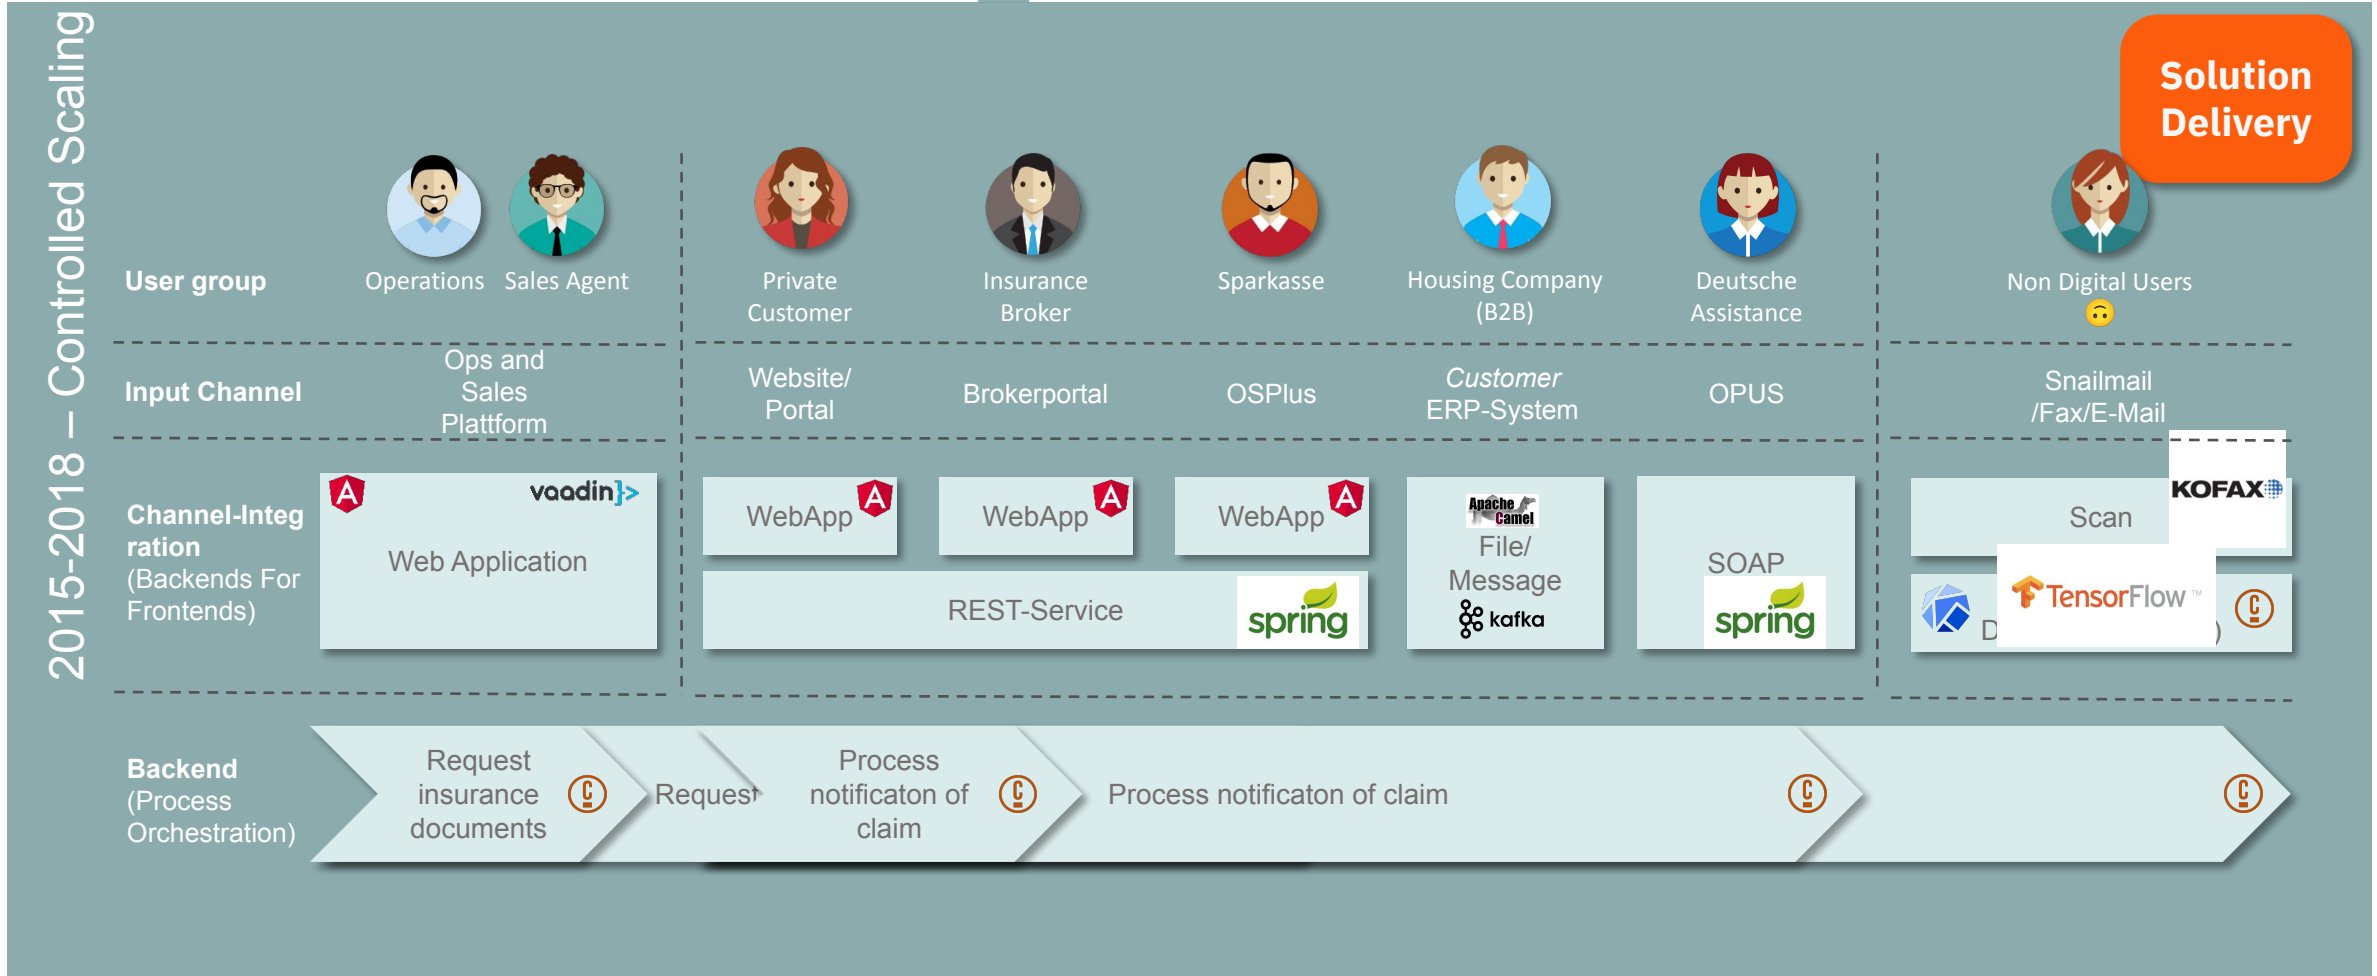 2015-2018 – Controlled Scaling
Solution
Delivery
User group
Operations
Sales Agent
Private
Customer
Insurance
Broker
Sparkasse
Housing Company
(B2B)
Deutsche
Assistance
Non Digital Users
Input Channel
Ops and
Sales
Plattform
Website/
Portal
Brokerportal
OSPlus
Customer
ERP-System
OPUS
Snailmail
/Fax/E-Mail
Channel-Integ
ration
(Backends For
Frontends)
A
vaadin}>
Web Application
WebApp
A
WebApp
A
WebApp
A
REST-Service
spring
Apache
Camel
File/
Message
kafka
SOAP
spring
KOFAX
Scan
TensorFlow™
D
)
C
Backend
(Process
Orchestration)
Request
insurance
documents
C
Request
Process
notificaton of
claim
C
Process notificaton of claim
C
C